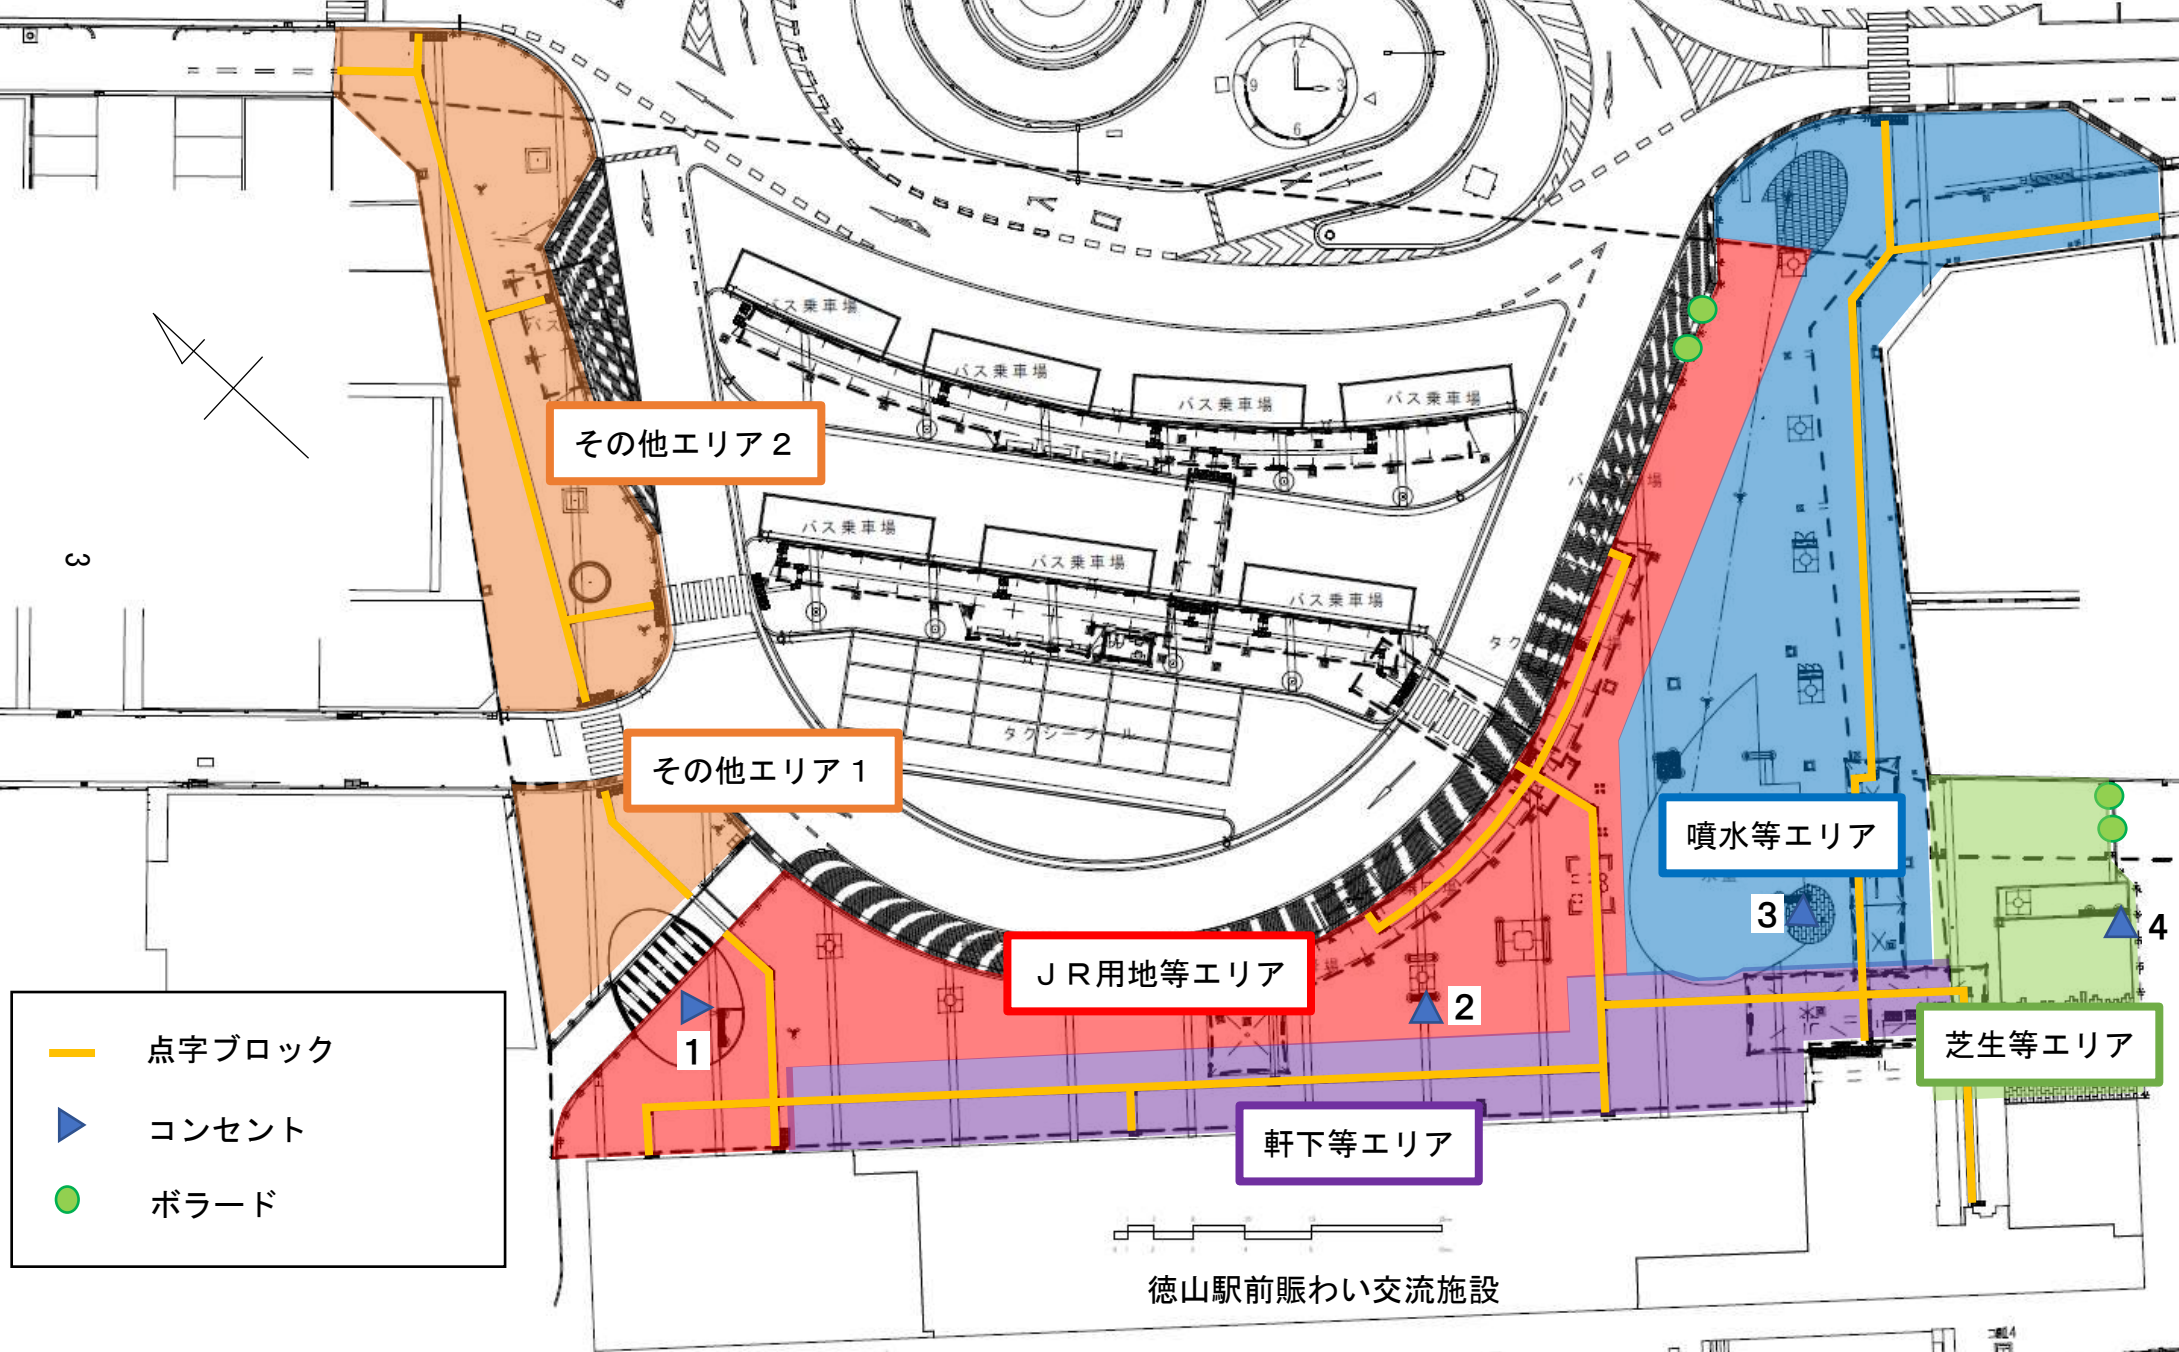 12
9
3
6
バス乗車場
バス乗車場
バス乗車場
バス乗車場
その他エリア２
バス乗車場
バス乗車場
バス乗車場
3
タクシープール
その他エリア１
噴水等エリア
3
4
ＪＲ用地等エリア
2
1
芝生等エリア
点字ブロック
コンセント
ボラード
軒下等エリア
徳山駅前賑わい交流施設